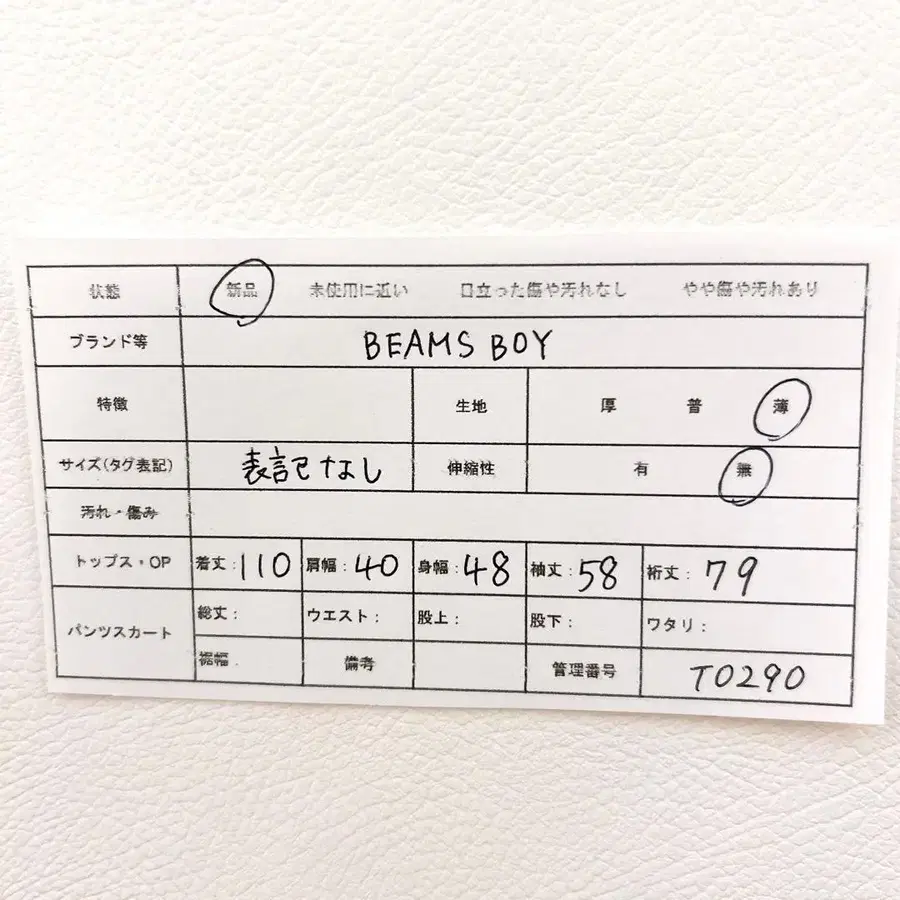 状態 新品 未使用に近い 目立った傷や汚れなし やや傷や汚れあり
ブランド等 BEAMS BOY
特徴 生地 厚 普 薄
サイズ(タグ表記) 表記なし 伸縮性 有 無
汚れ・傷み
トップス・OP 着丈:110 肩幅:40 身幅:48 袖丈:58 裄丈:79
パンツスカート 総丈: ウエスト: 股上: 股下: ワタリ:
裾幅: 備考 管理番号 T0290